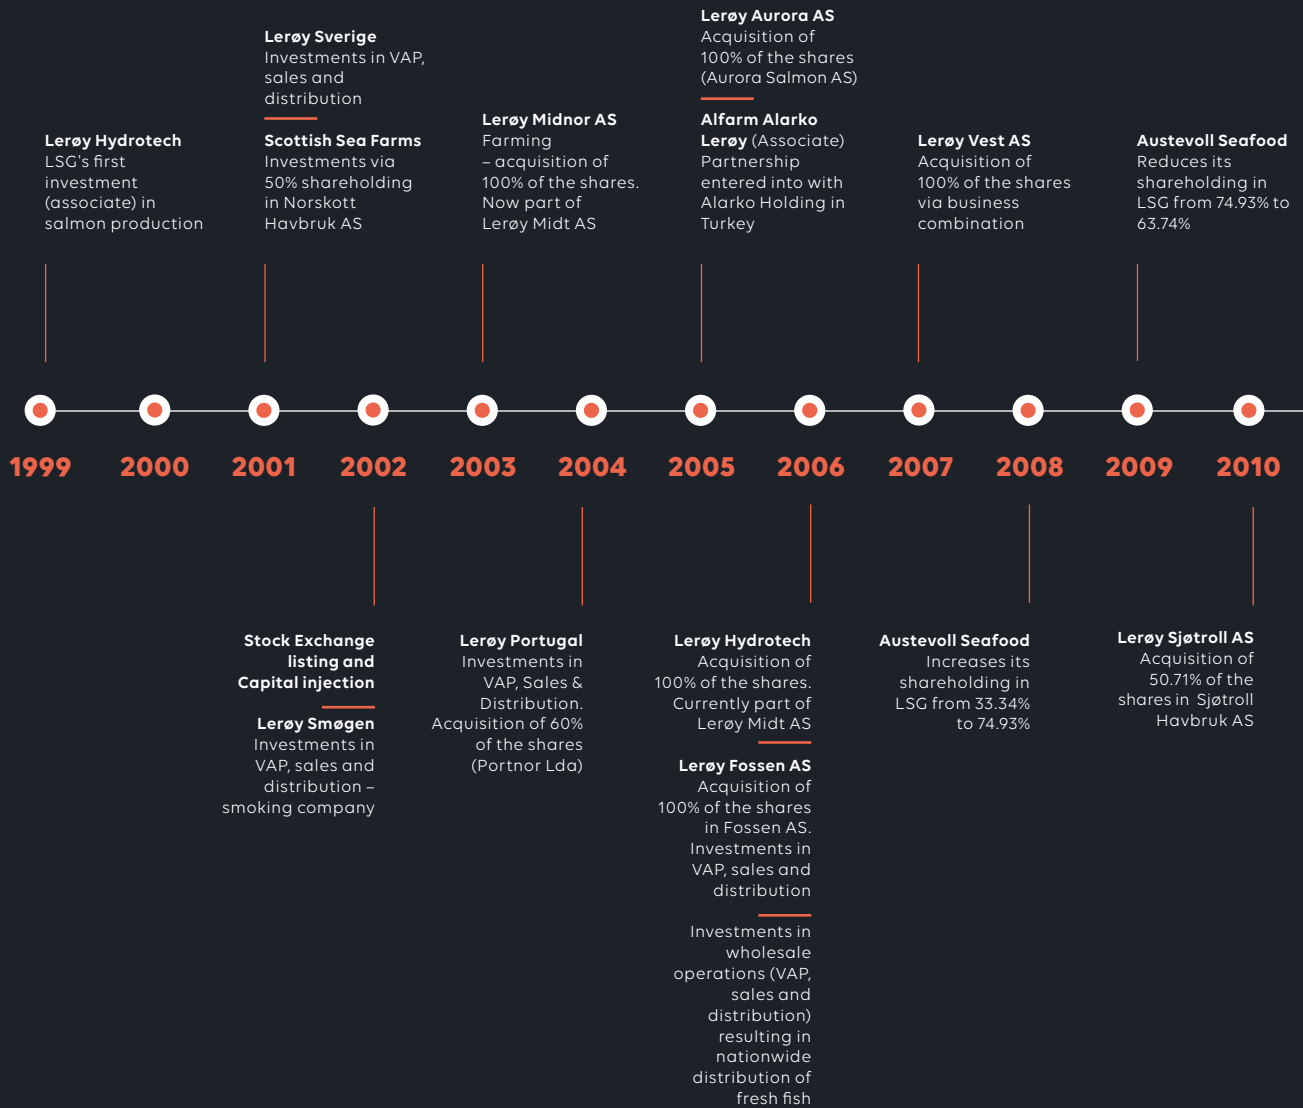 Lerøy Hydrotech
LSG's first
investment
(associate) in
salmon production
Lerøy Sverige
Investments in VAP,
sales and
distribution
Scottish Sea Farms
Investments via
50% shareholding
in Norskott
Havbruk AS
Lerøy Midnor AS
Farming
– acquisition of
100% of the shares.
Now part of
Lerøy Midt AS
Lerøy Aurora AS
Acquisition of
100% of the shares
(Aurora Salmon AS)
Alfarm Alarko
Lerøy (Associate)
Partnership
entered into with
Alarko Holding in
Turkey
Lerøy Vest AS
Acquisition of
100% of the shares
via business
combination
Austevoll Seafood
Reduces its
shareholding in
LSG from 74.93% to
63.74%
1999 2000 2001 2002 2003 2004 2005 2006 2007 2008 2009 2010
Stock Exchange
listing and
Capital injection
Lerøy Smøgen
Investments in
VAP, sales and
distribution –
smoking company
Lerøy Portugal
Investments in
VAP, Sales &
Distribution.
Acquisition of 60%
of the shares
(Portnor Lda)
Lerøy Hydrotech
Acquisition of
100% of the shares.
Currently part of
Lerøy Midt AS
Lerøy Fossen AS
Acquisition of
100% of the shares
in Fossen AS.
Investments in
VAP, sales and
distribution
Investments in
wholesale
operations (VAP,
sales and
distribution)
resulting in
nationwide
distribution of
fresh fish
Austevoll Seafood
Increases its
shareholding in
LSG from 33.34%
to 74.93%
Lerøy Sjøtroll AS
Acquisition of
50.71% of the
shares in Sjøtroll
Havbruk AS